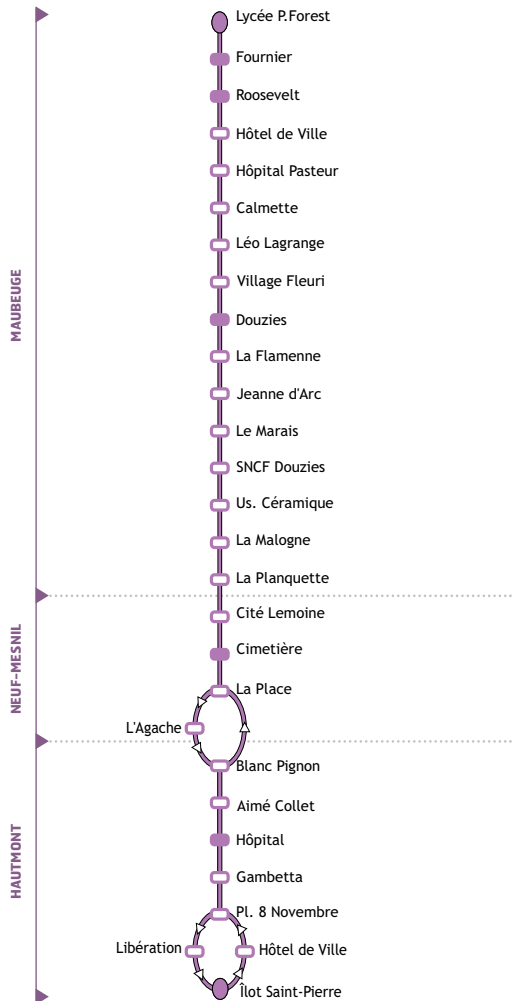 MAUBEUGE
Lycée P.Forest
Fournier
Roosevelt
Hôtel de Ville
Hôpital Pasteur
Calmette
Léo Lagrange
Village Fleuri
Douzies
La Flamenne
Jeanne d'Arc
Le Marais
SNCF Douzies
Us. Céramique
La Malogne
La Planquette
NEUF-MESNIL
Cité Lemoine
Cimetière
La Place
L'Agache
HAUTMONT
Blanc Pignon
Aimé Collet
Hôpital
Gambetta
Pl. 8 Novembre
Libération
Hôtel de Ville
Îlot Saint-Pierre